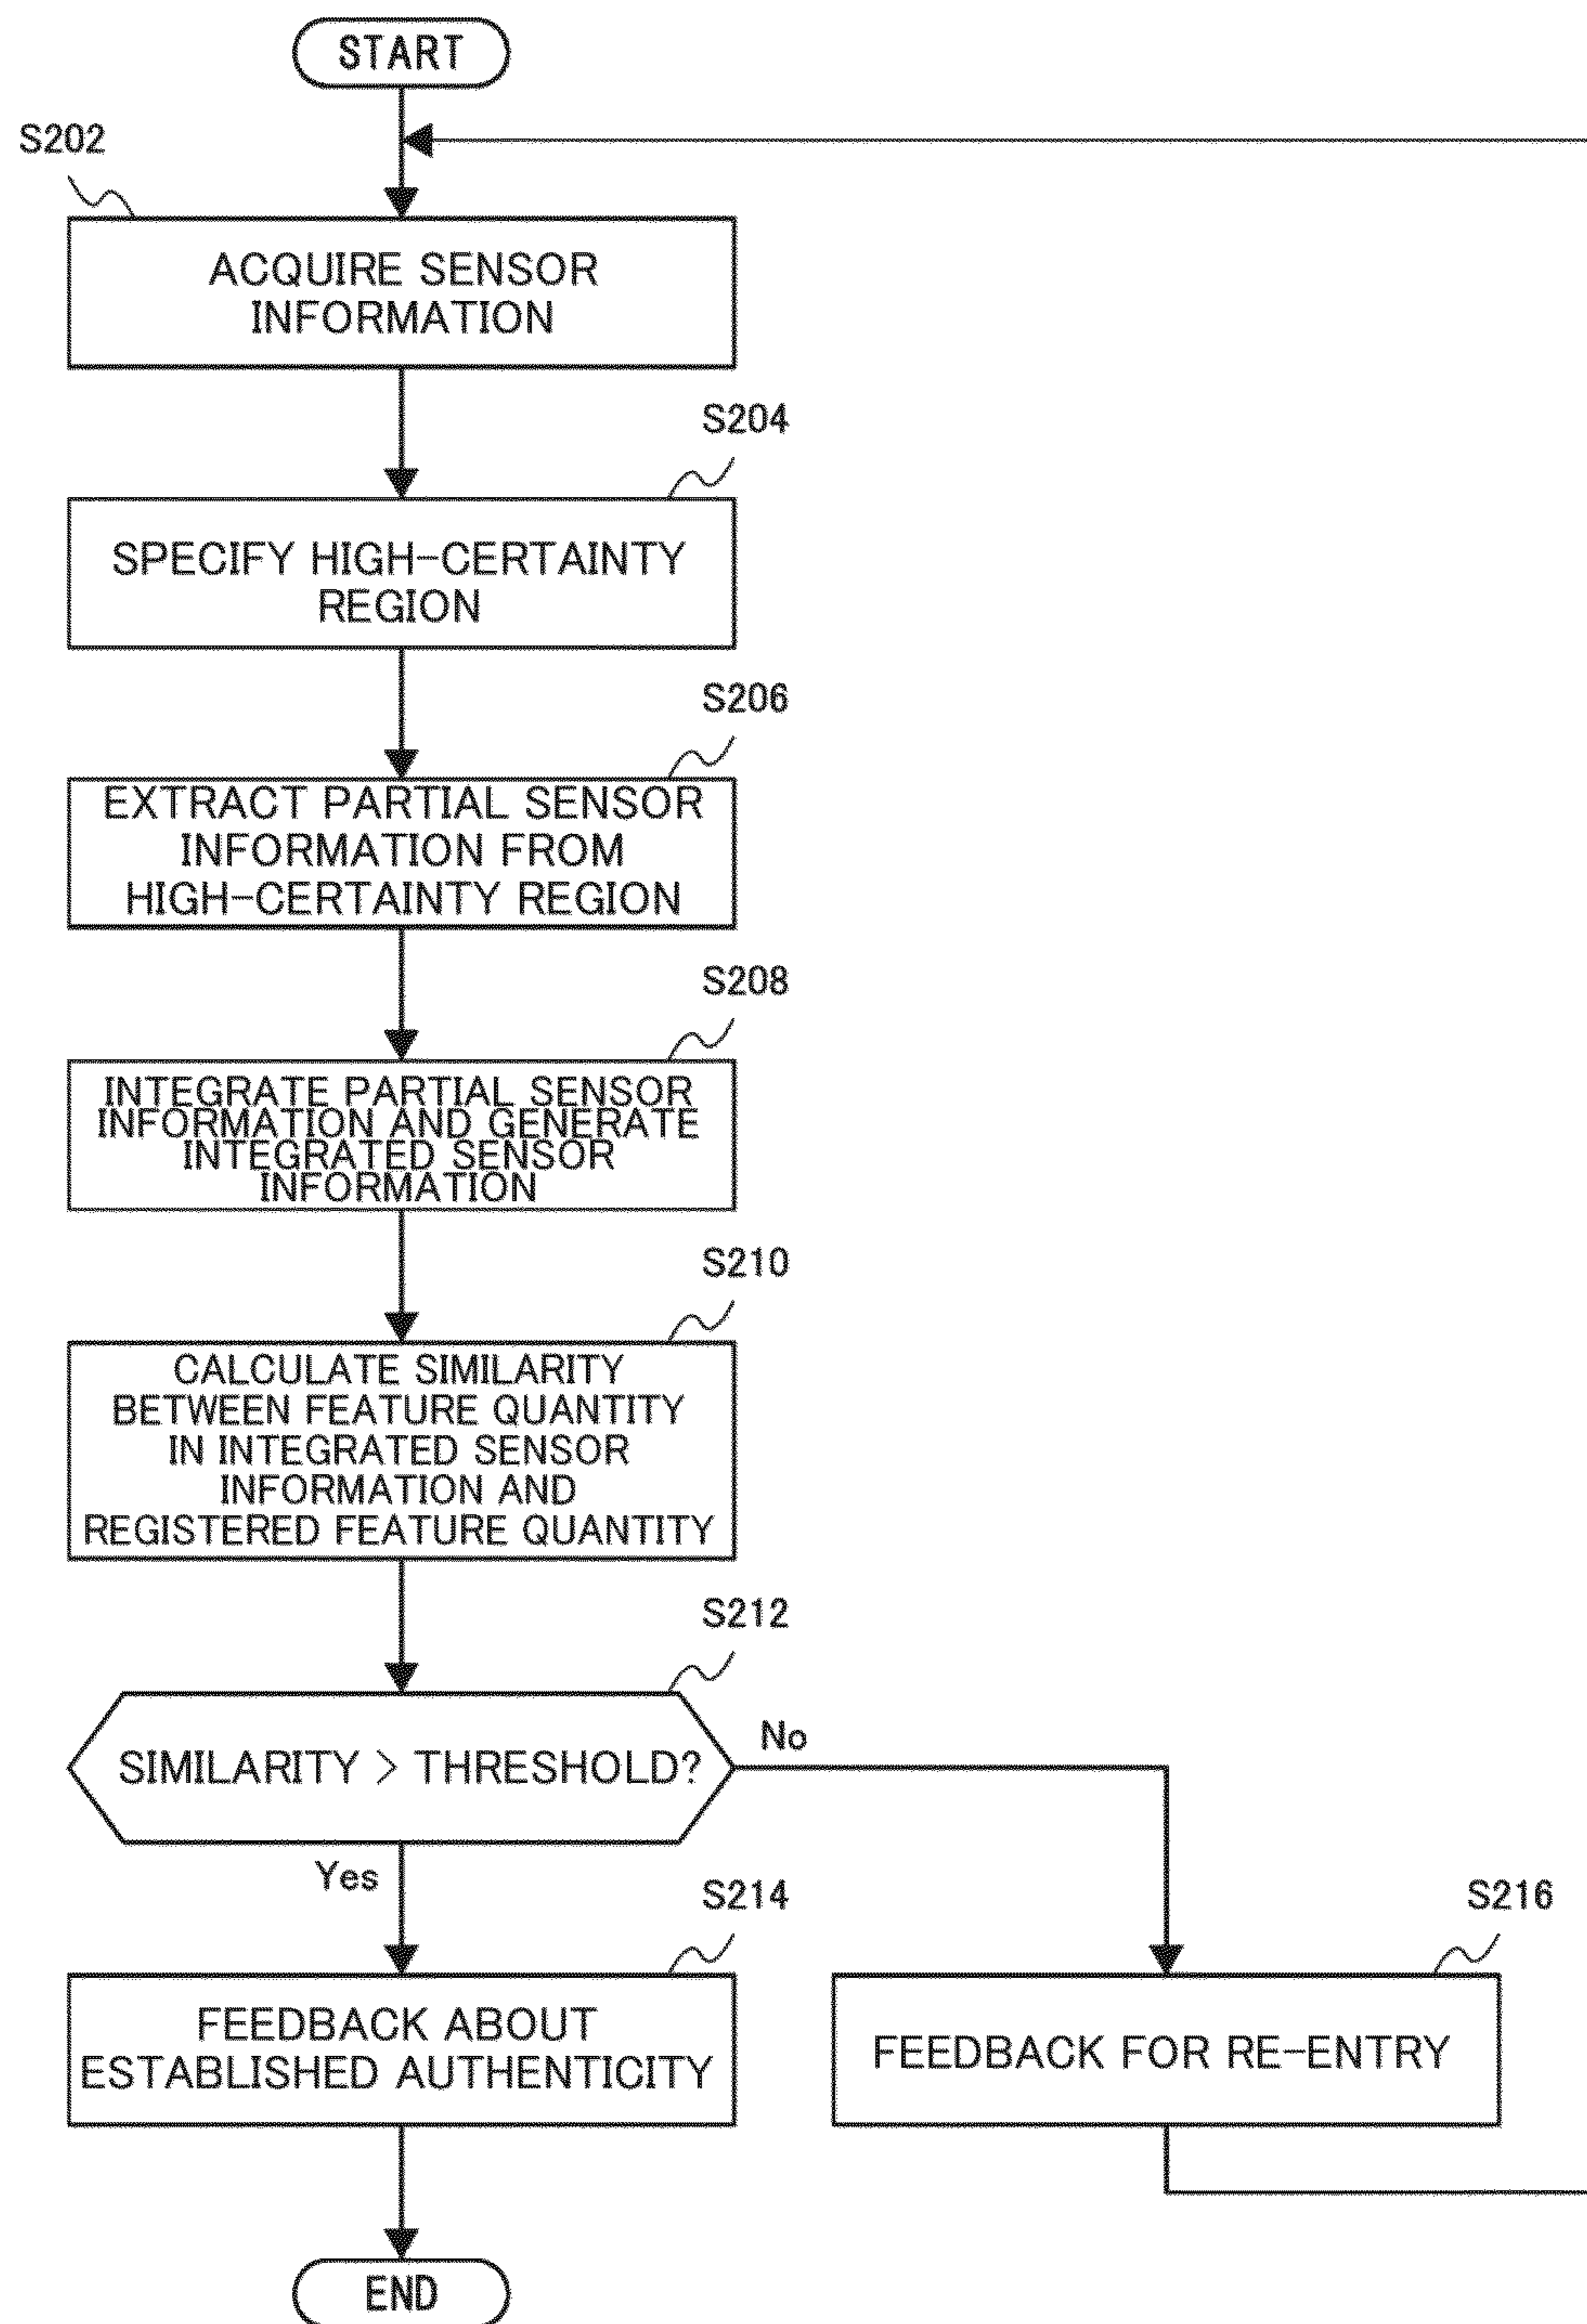 START
S202
ACQUIRE SENSOR
INFORMATION
S204
SPECIFY HIGH-CERTAINTY
REGION
S206
EXTRACT PARTIAL SENSOR
INFORMATION FROM
HIGH-CERTAINTY REGION
S208
INTEGRATE PARTIAL SENSOR
INFORMATION AND GENERATE
INTEGRATED SENSOR
INFORMATION
S210
CALCULATE SIMILARITY
BETWEEN FEATURE QUANTITY
IN INTEGRATED SENSOR
INFORMATION AND
REGISTERED FEATURE QUANTITY
S212
SIMILARITY > THRESHOLD?
No
Yes
S214
FEEDBACK ABOUT
ESTABLISHED AUTHENTICITY
S216
FEEDBACK FOR RE-ENTRY
END